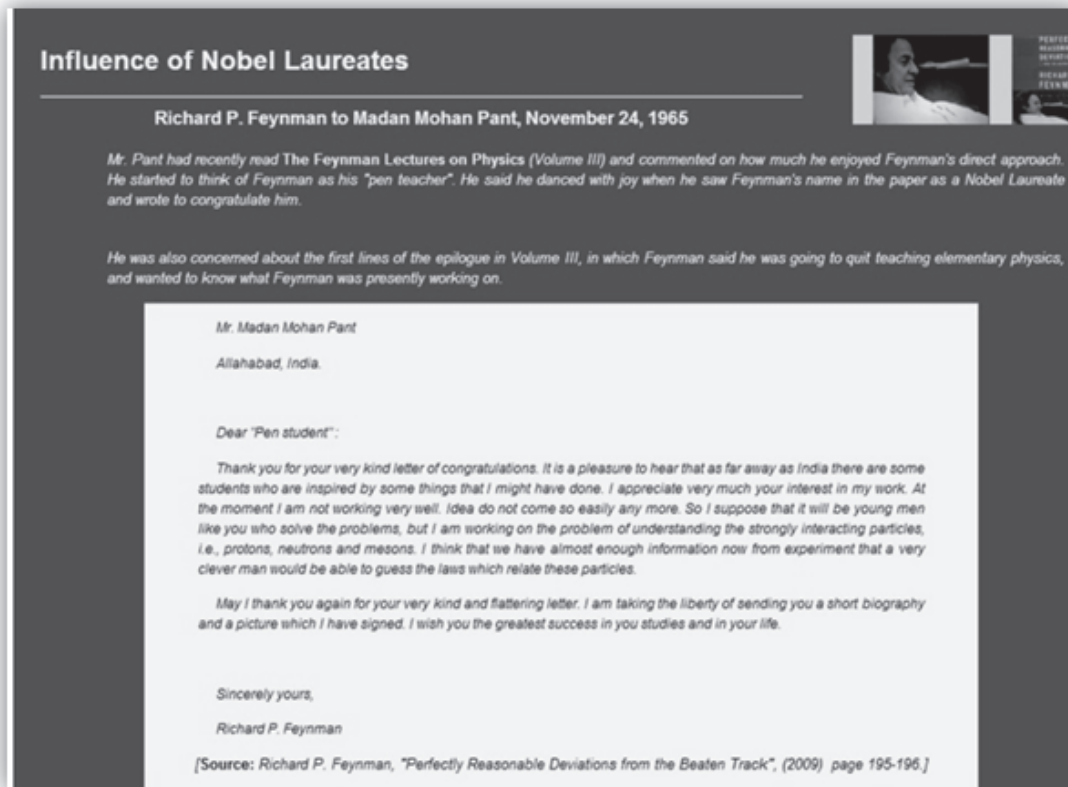 Influence of Nobel Laureates
Richard P. Feynman to Madan Mohan Pant, November 24, 1965
Mr. Pant had recently read The Feynman Lectures on Physics (Volume III) and commented on how much he enjoyed Feynman's direct approach.
He started to think of Feynman as his "pen teacher". He said he danced with joy when he saw Feynman's name in the paper as a Nobel Laureate
and wrote to congratulate him.
He was also concerned about the first lines of the epilogue in Volume III, in which Feynman said he was going to quit teaching elementary physics,
and wanted to know what Feynman was presently working on.
Mr. Madan Mohan Pant
Allahabad, India.
Dear "Pen student" :
Thank you for your very kind letter of congratulations. It is a pleasure to hear that as far away as India there are some
students who are inspired by some things that I might have done. I appreciate very much your interest in my work. At
the moment I am not working very well. Idea do not come so easily any more. So I suppose that it will be young men
like you who solve the problems, but I am working on the problem of understanding the strongly interacting particles,
i.e., protons, neutrons and mesons. I think that we have almost enough information now from experiment that a very
clever man would be able to guess the laws which relate these particles.
May I thank you again for your very kind and flattering letter. I am taking the liberty of sending you a short biography
and a picture which I have signed. I wish you the greatest success in you studies and in your life.
Sincerely yours,
Richard P. Feynman
[Source: Richard P. Feynman, "Perfectly Reasonable Deviations from the Beaten Track", (2009) page 195-196.]